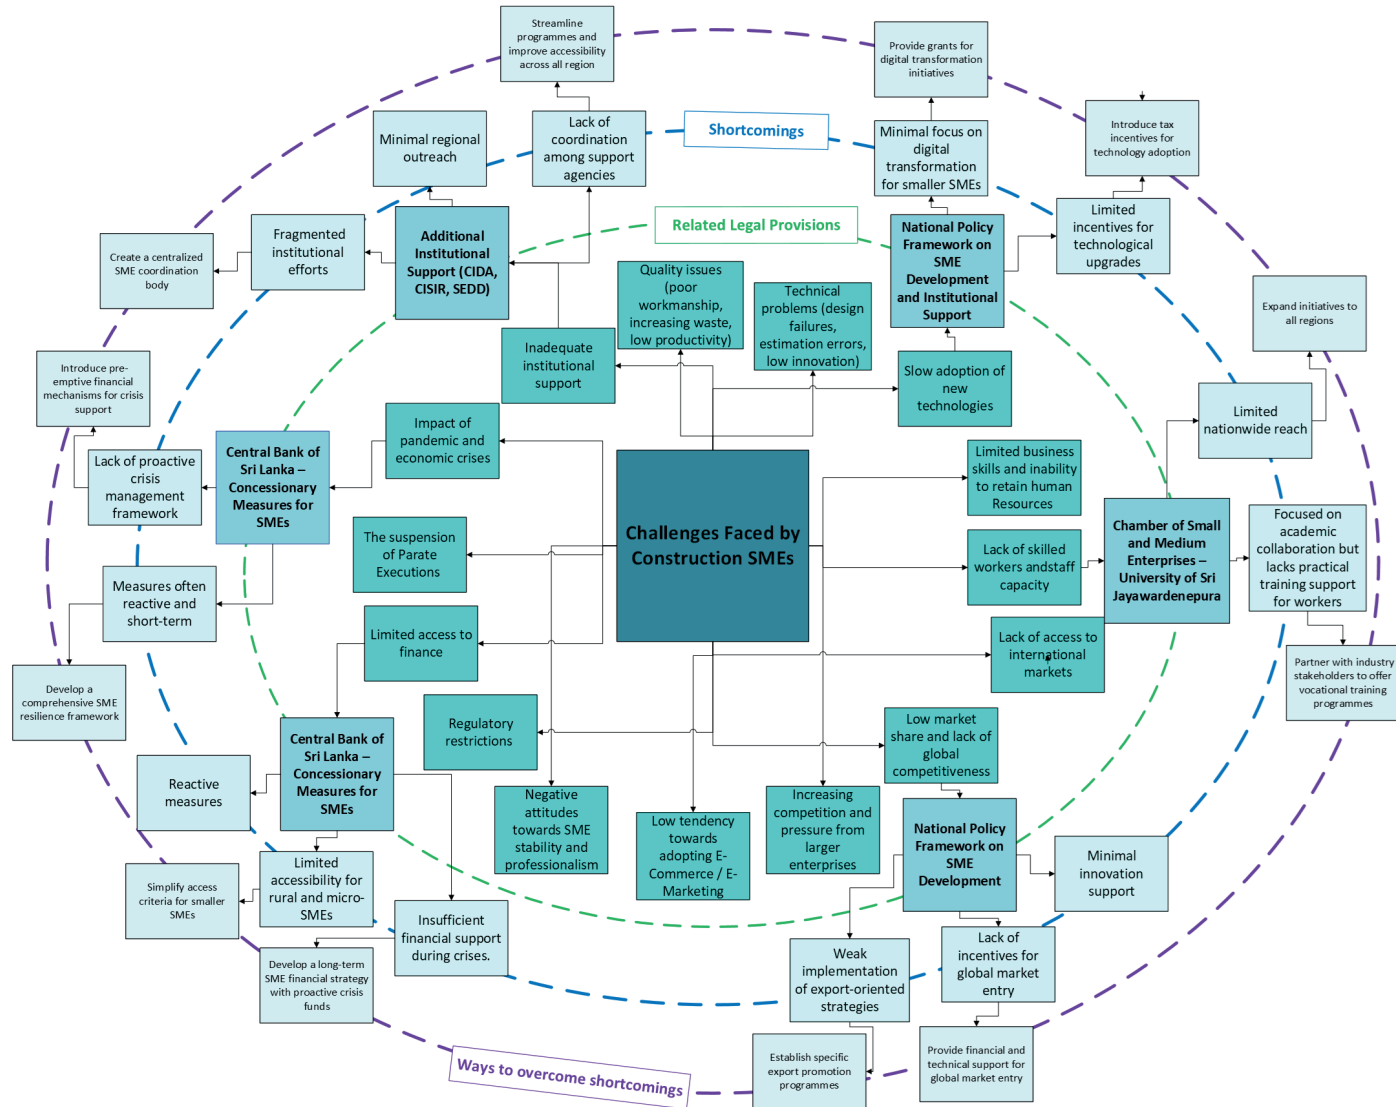 Streamline
programmes and
improve accessibility
across all region
Provide grants for
digital transformation
initiatives
Introduce tax
incentives for
technology adoption
Shortcomings
Minimal regional
outreach
Lack of
coordination
among support
agencies
Minimal focus on
digital
transformation
for smaller SMEs
Related Legal Provisions
Create a centralized
SME coordination
body
Fragmented
institutional
efforts
Additional
Institutional
Support (CIDA,
CISIR, SEDD)
National Policy
Framework on
SME
Development
and Institutional
Support
Limited
incentives for
technological
upgrades
Quality issues
(poor
workmanship,
increasing waste,
low productivity)
Technical
problems (design
failures,
estimation errors,
low innovation)
Expand initiatives to
all regions
Inadequate
institutional
support
Slow adoption of
new
technologies
Introduce pre-
emptive financial
mechanisms for crisis
support
Impact of
pandemic and
economic crises
Limited
nationwide reach
Lack of proactive
crisis
management
framework
Central Bank of
Sri Lanka –
Concessionary
Measures for
SMEs
Limited business
skills and inability
to retain human
Resources
Challenges Faced by
Construction SMEs
The suspension of
Parate
Executions
Lack of skilled
workers andstaff
capacity
Chamber of Small
and Medium
Enterprises –
University of Sri
Jayawardenepura
Focused on
academic
collaboration but
lacks practical
training support
for workers
Measures often
reactive and
short-term
Limited access to
finance
Lack of access to
international
markets
Develop a
comprehensive SME
resilience framework
Partner with industry
stakeholders to offer
vocational training
programmes
Regulatory
restrictions
Low market
share and lack of
global
competitiveness
Central Bank of
Sri Lanka –
Concessionary
Measures for
SMEs
Reactive
measures
Negative
attitudes
towards SME
stability and
professionalism
Low tendency
towards
adopting E-
Commerce / E-
Marketing
Increasing
competition and
pressure from
larger
enterprises
National Policy
Framework on
SME
Development
Minimal
innovation
support
Simplify access
criteria for smaller
SMEs
Limited
accessibility for
rural and micro-
SMEs
Insufficient
financial support
during crises.
Lack of
incentives for
global market
entry
Weak
implementation
of export-oriented
strategies
Develop a long-term
SME financial strategy
with proactive crisis
funds
Ways to overcome shortcomings
Establish specific
export promotion
programmes
Provide financial and
technical support for
global market entry